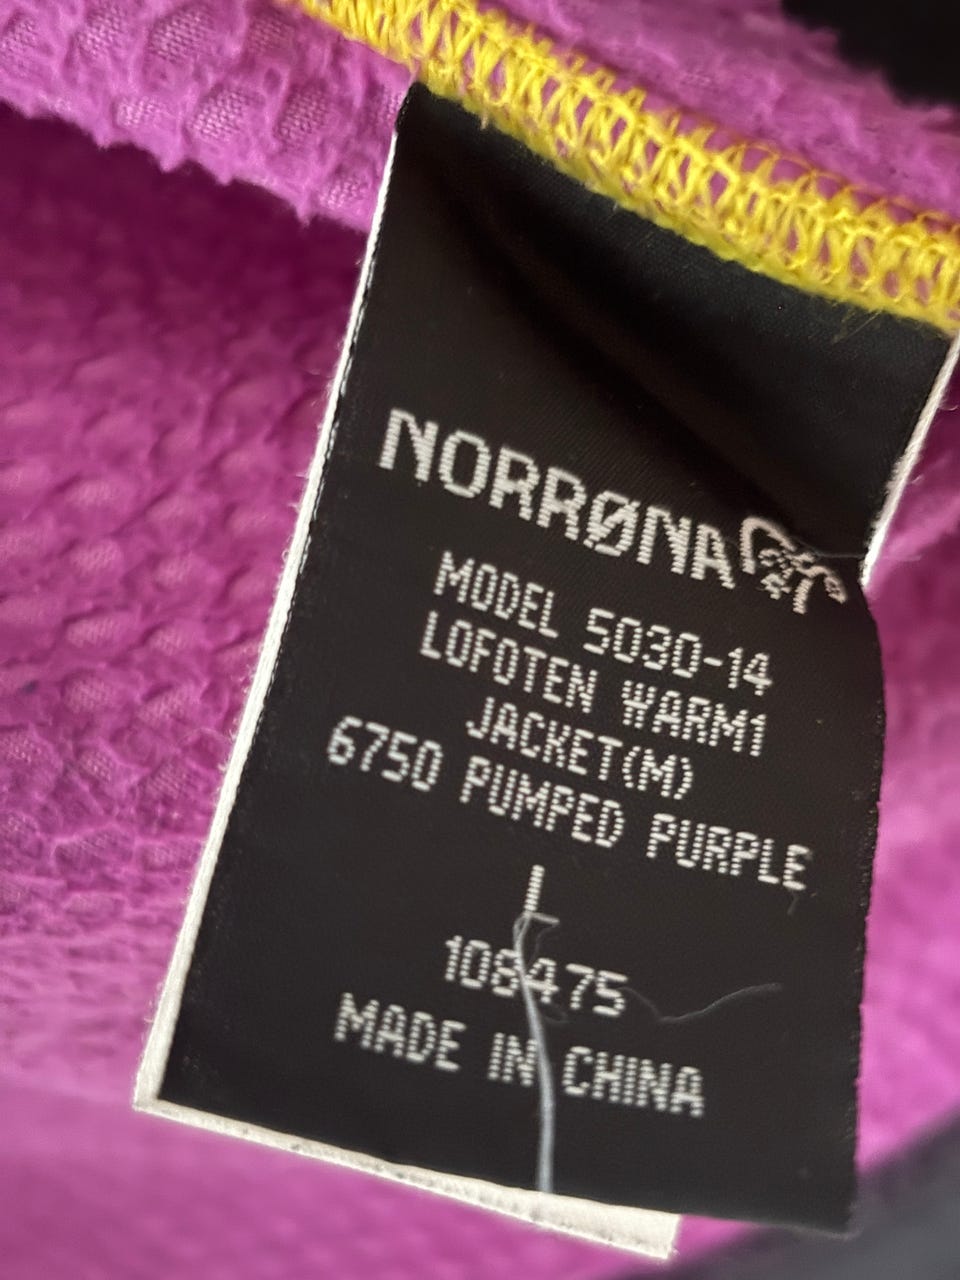 NORRØNA
MODEL 5030-14
LOFOTEN WARM1
JACKET(M)
6750 PUMPED PURPLE
L
108475
MADE IN CHINA